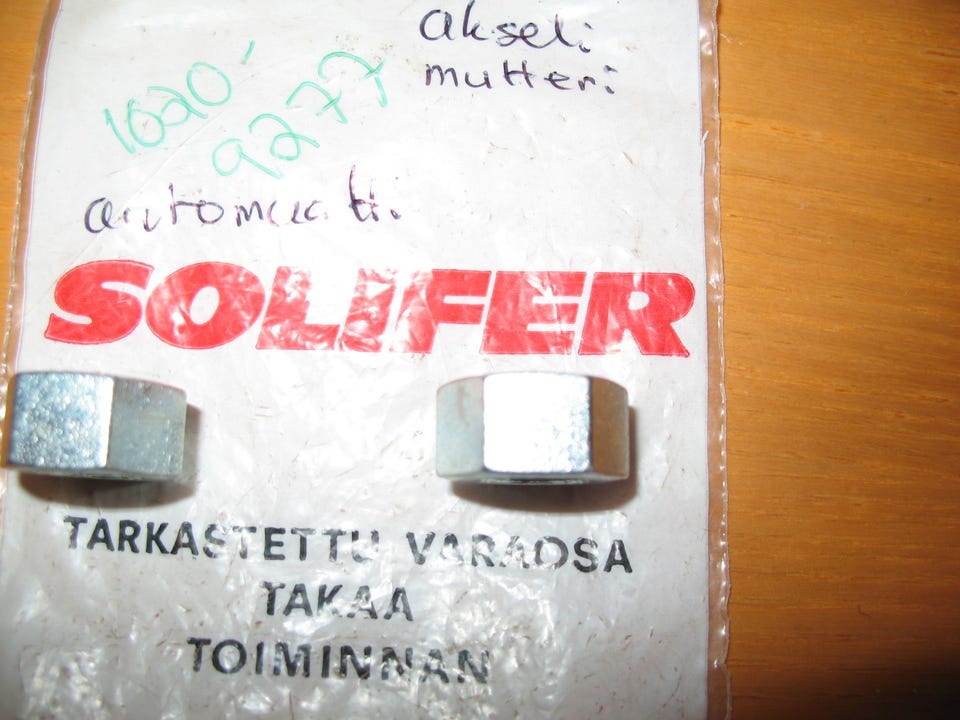 akseli
mutteri
1020'
9277
automaatti
SOLIFER
TARKASTETTU VARAOSA
TAKAA
TOIMINNAN